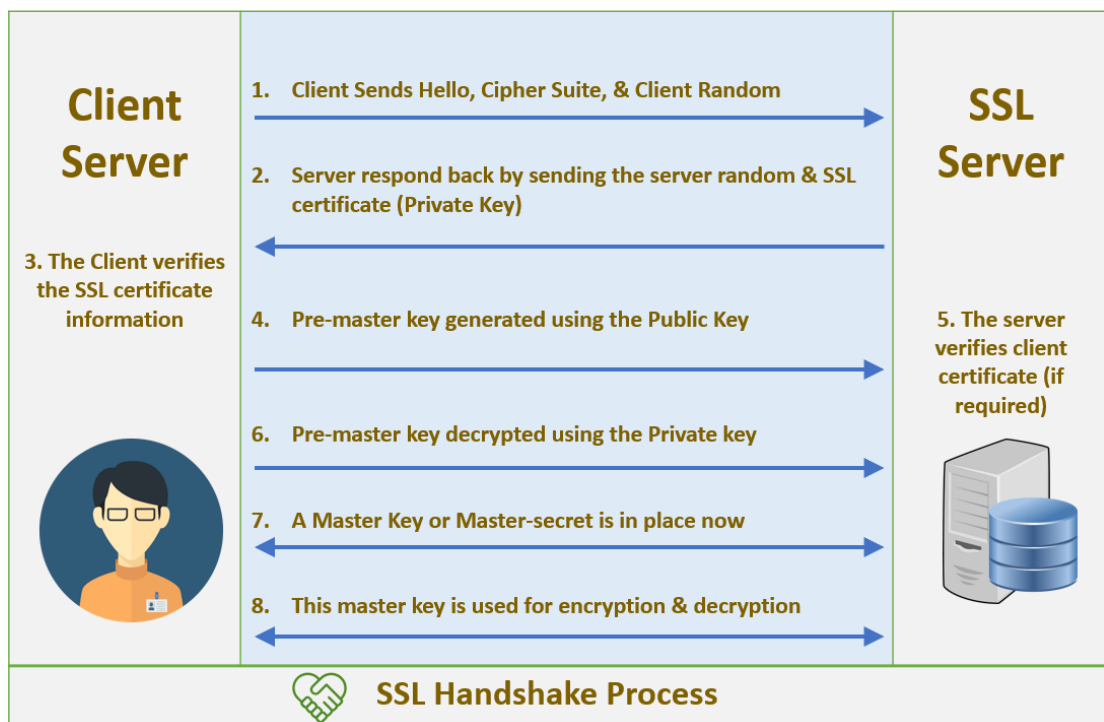 Client
Server
SSL
Server
1. Client Sends Hello, Cipher Suite, & Client Random
2. Server respond back by sending the server random & SSL
certificate (Private Key)
3. The Client verifies
the SSL certificate
information
4. Pre-master key generated using the Public Key
5. The server
verifies client
certificate (if
required)
6. Pre-master key decrypted using the Private key
7. A Master Key or Master-secret is in place now
8. This master key is used for encryption & decryption
SSL Handshake Process